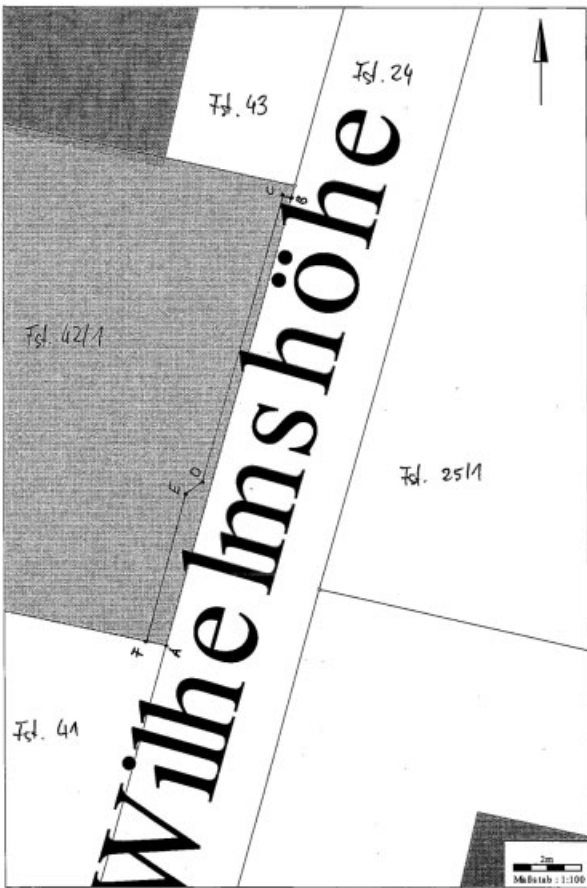 Fst. 24
Fst. 43
C
B
Fst. 42/1
Wilhelmshöhe
Fst. 25/1
D
E
F
A
Fst. 41
2m
Maßstab : 1:100